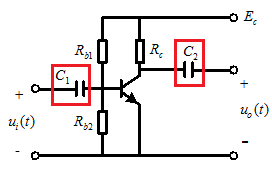 E_c
R_b1
R_c
C_2
C_1
+
+
u_i(t)
u_o(t)
R_b2
-
-